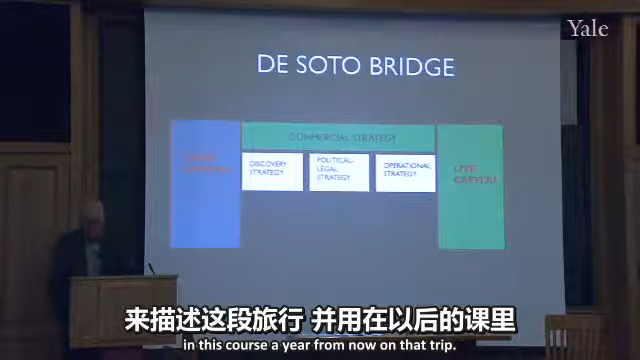 Yale
DE SOTO BRIDGE
COMMERCIAL STRATEGY
DISCOVERY
STRATEGY
POLITICAL-
LEGAL
STRATEGY
OPERATIONAL
STRATEGY
LIVE
CAPITAL
来描述这段旅行 并用在以后的课里
in this course a year from now on that trip.